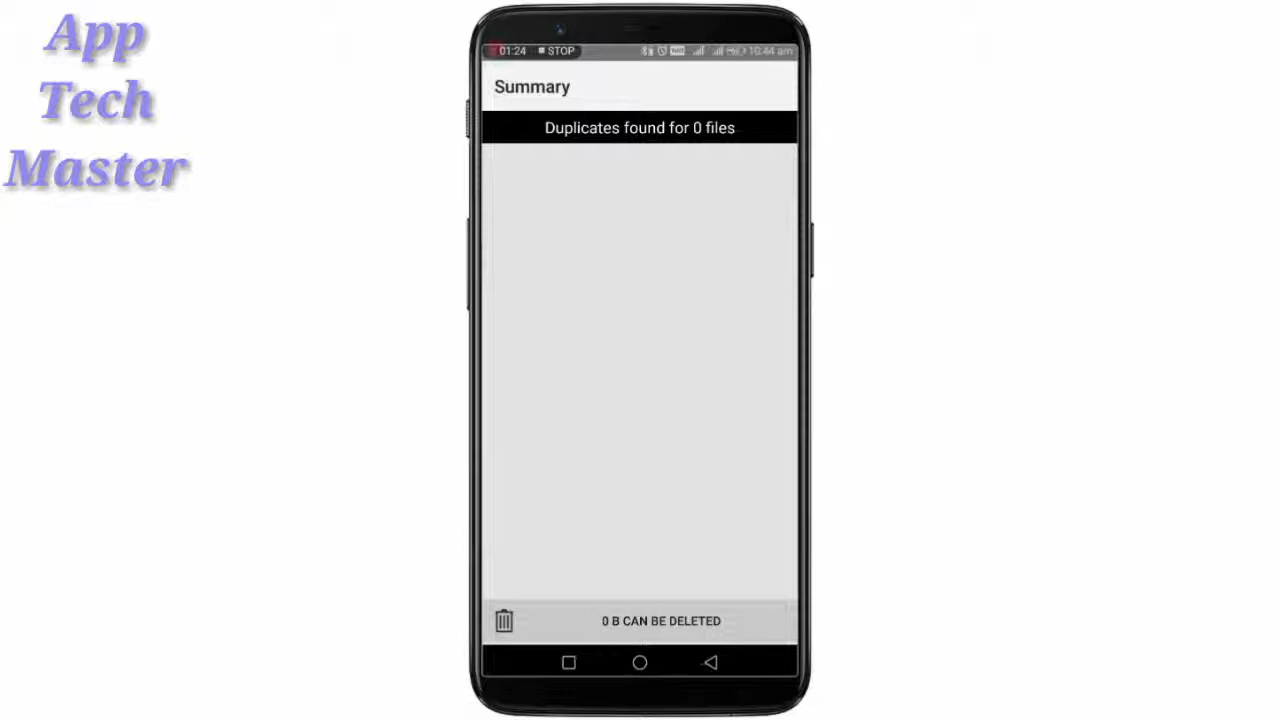 App
Tech
Master
01:24 STOP 10:44 am
Summary
Duplicates found for 0 files
0 B CAN BE DELETED